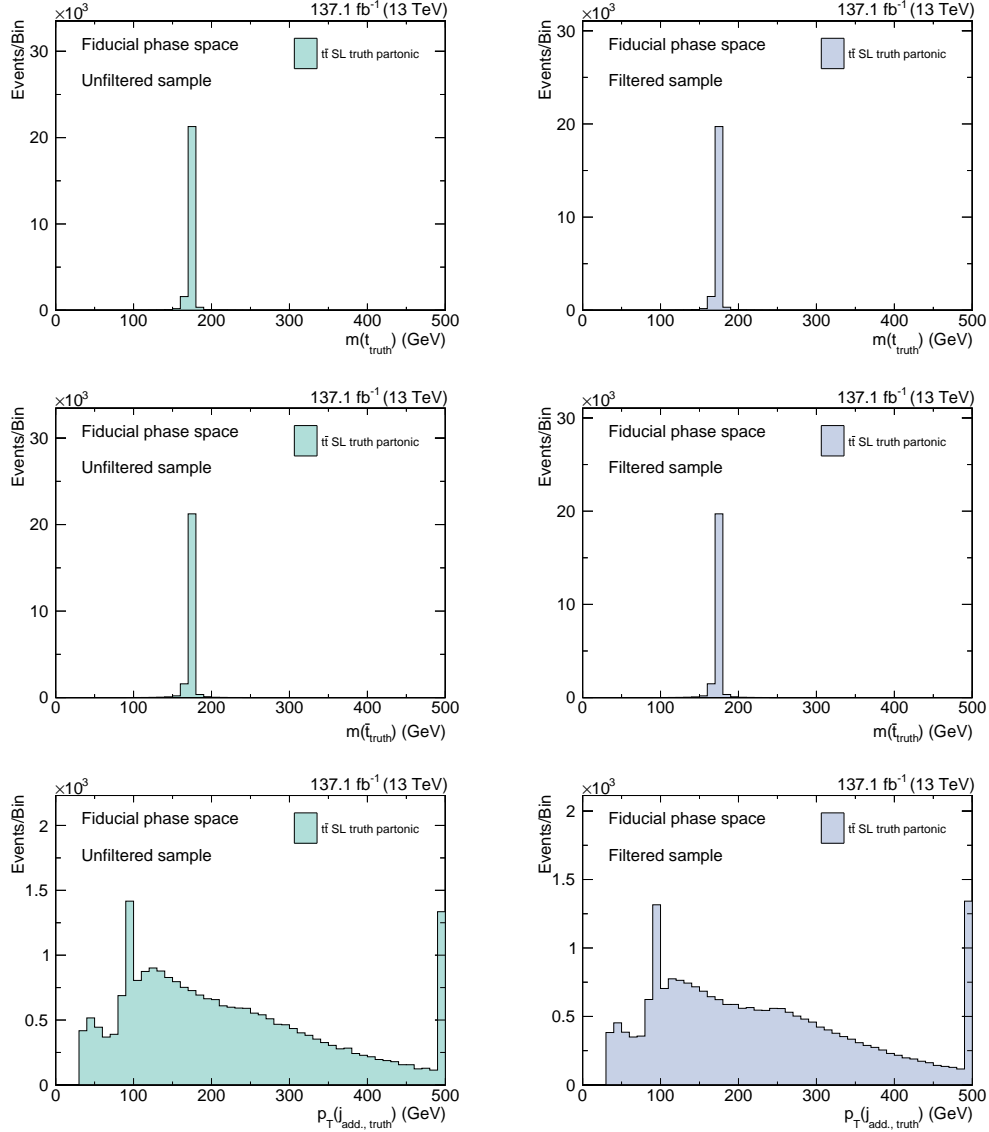 ×10³ 137.1 fb⁻¹ (13 TeV)
Events/Bin
30
20
10
0
Fiducial phase space
Unfiltered sample
tt̄ SL truth partonic
0 100 200 300 400 500
m(t_truth) (GeV)
×10³ 137.1 fb⁻¹ (13 TeV)
Events/Bin
30
20
10
0
Fiducial phase space
Filtered sample
tt̄ SL truth partonic
0 100 200 300 400 500
m(t_truth) (GeV)
×10³ 137.1 fb⁻¹ (13 TeV)
Events/Bin
30
20
10
0
Fiducial phase space
Unfiltered sample
tt̄ SL truth partonic
0 100 200 300 400 500
m(t̄_truth) (GeV)
×10³ 137.1 fb⁻¹ (13 TeV)
Events/Bin
30
20
10
0
Fiducial phase space
Filtered sample
tt̄ SL truth partonic
0 100 200 300 400 500
m(t̄_truth) (GeV)
×10³ 137.1 fb⁻¹ (13 TeV)
Events/Bin
2
1.5
1
0.5
0
Fiducial phase space
Unfiltered sample
tt̄ SL truth partonic
0 100 200 300 400 500
p_T(j_add., truth) (GeV)
×10³ 137.1 fb⁻¹ (13 TeV)
Events/Bin
2
1.5
1
0.5
0
Fiducial phase space
Filtered sample
tt̄ SL truth partonic
0 100 200 300 400 500
p_T(j_add., truth) (GeV)